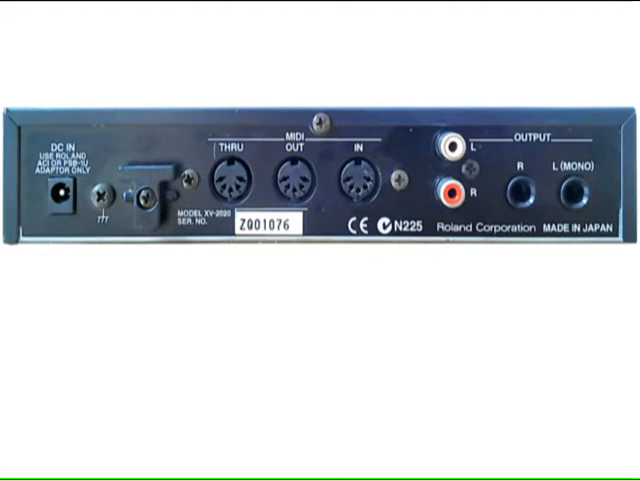 DC IN
USE ROLAND
ACI OR PSB-1U
ADAPTOR ONLY
MIDI
THRU
OUT
IN
MODEL XV-2020
SER. NO.
ZQ01076
CE N225
Roland Corporation
MADE IN JAPAN
OUTPUT
L
R
R
L (MONO)